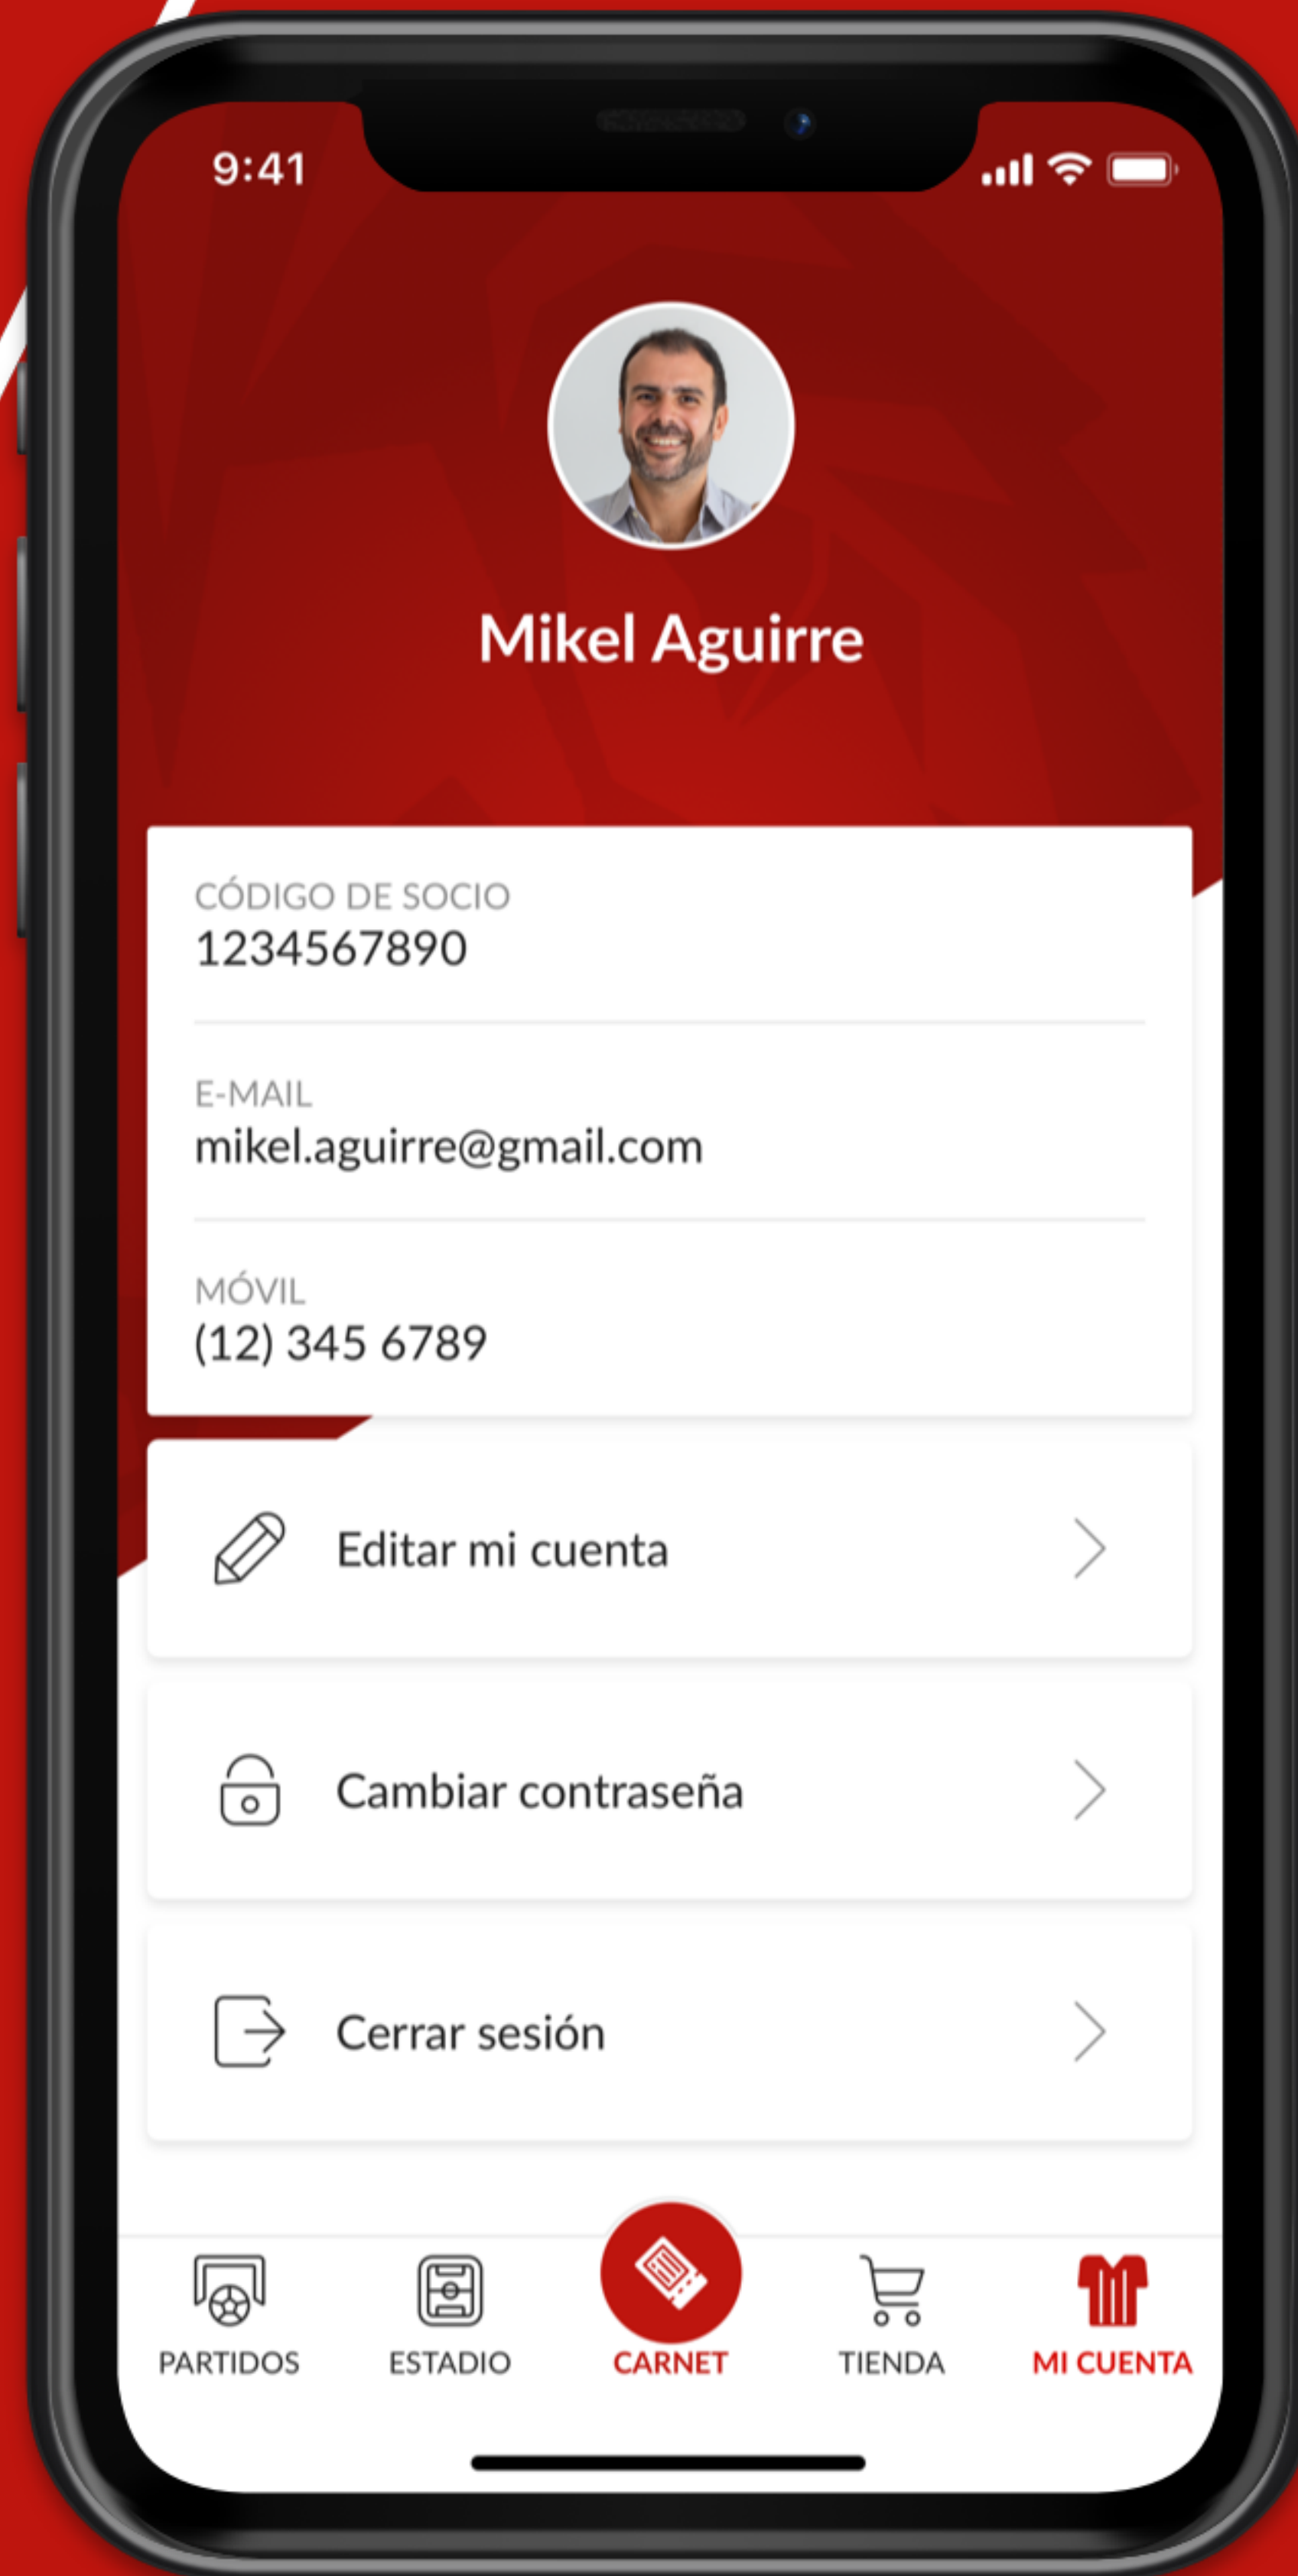 9:41
Mikel Aguirre
CÓDIGO DE SOCIO
1234567890
E-MAIL
mikel.aguirre@gmail.com
MÓVIL
(12) 345 6789
Editar mi cuenta
Cambiar contraseña
Cerrar sesión
PARTIDOS ESTADIO CARNET TIENDA MI CUENTA